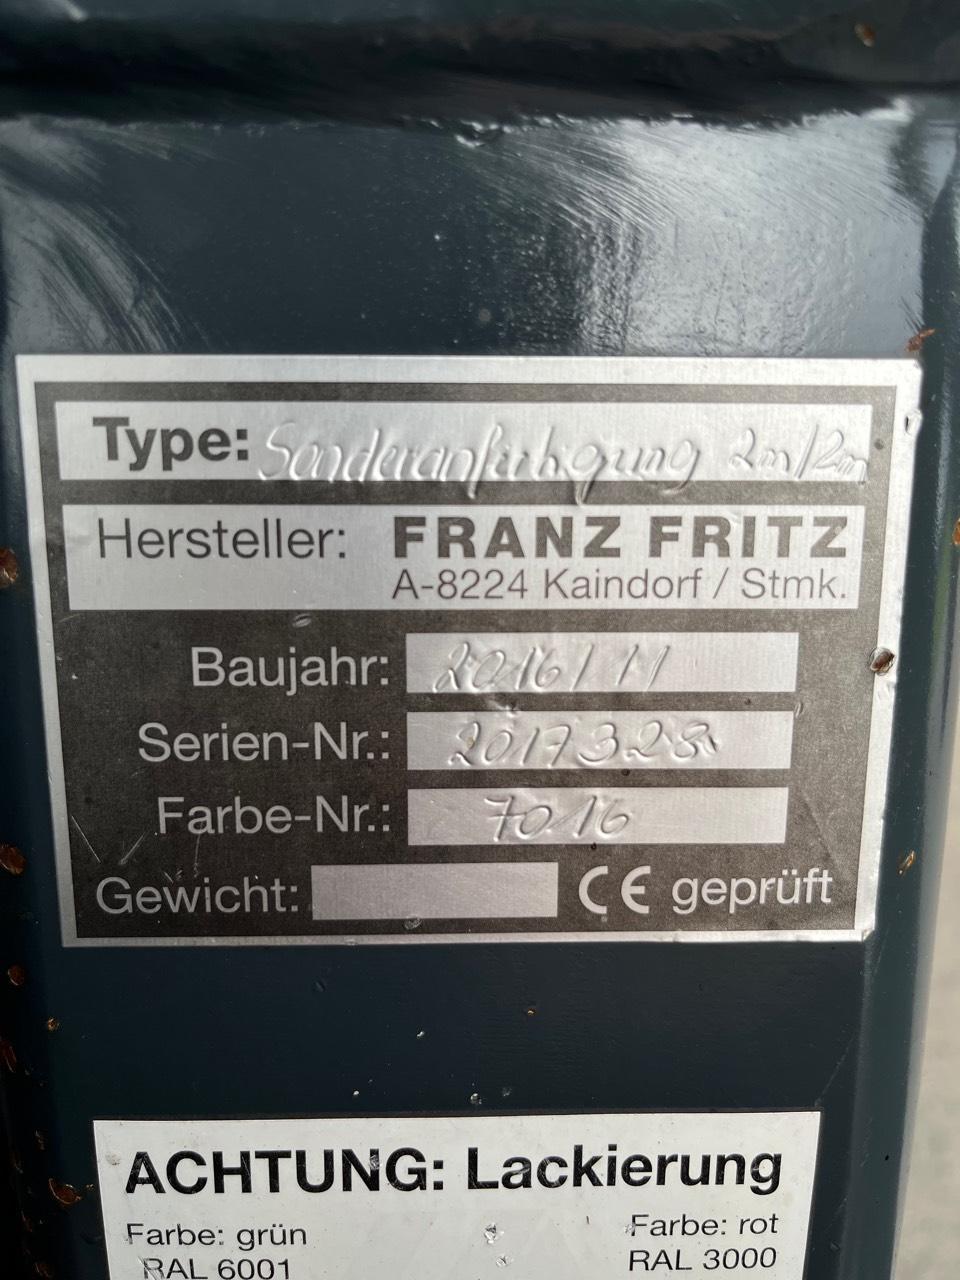 Type: Sonderanfertigung 2m/2m
Hersteller: FRANZ FRITZ
A-8224 Kaindorf / Stmk.
Baujahr: 2016/11
Serien-Nr.: 2017328
Farbe-Nr.: 7016
Gewicht: CE geprüft
ACHTUNG: Lackierung
Farbe: grün Farbe: rot
RAL 6001 RAL 3000